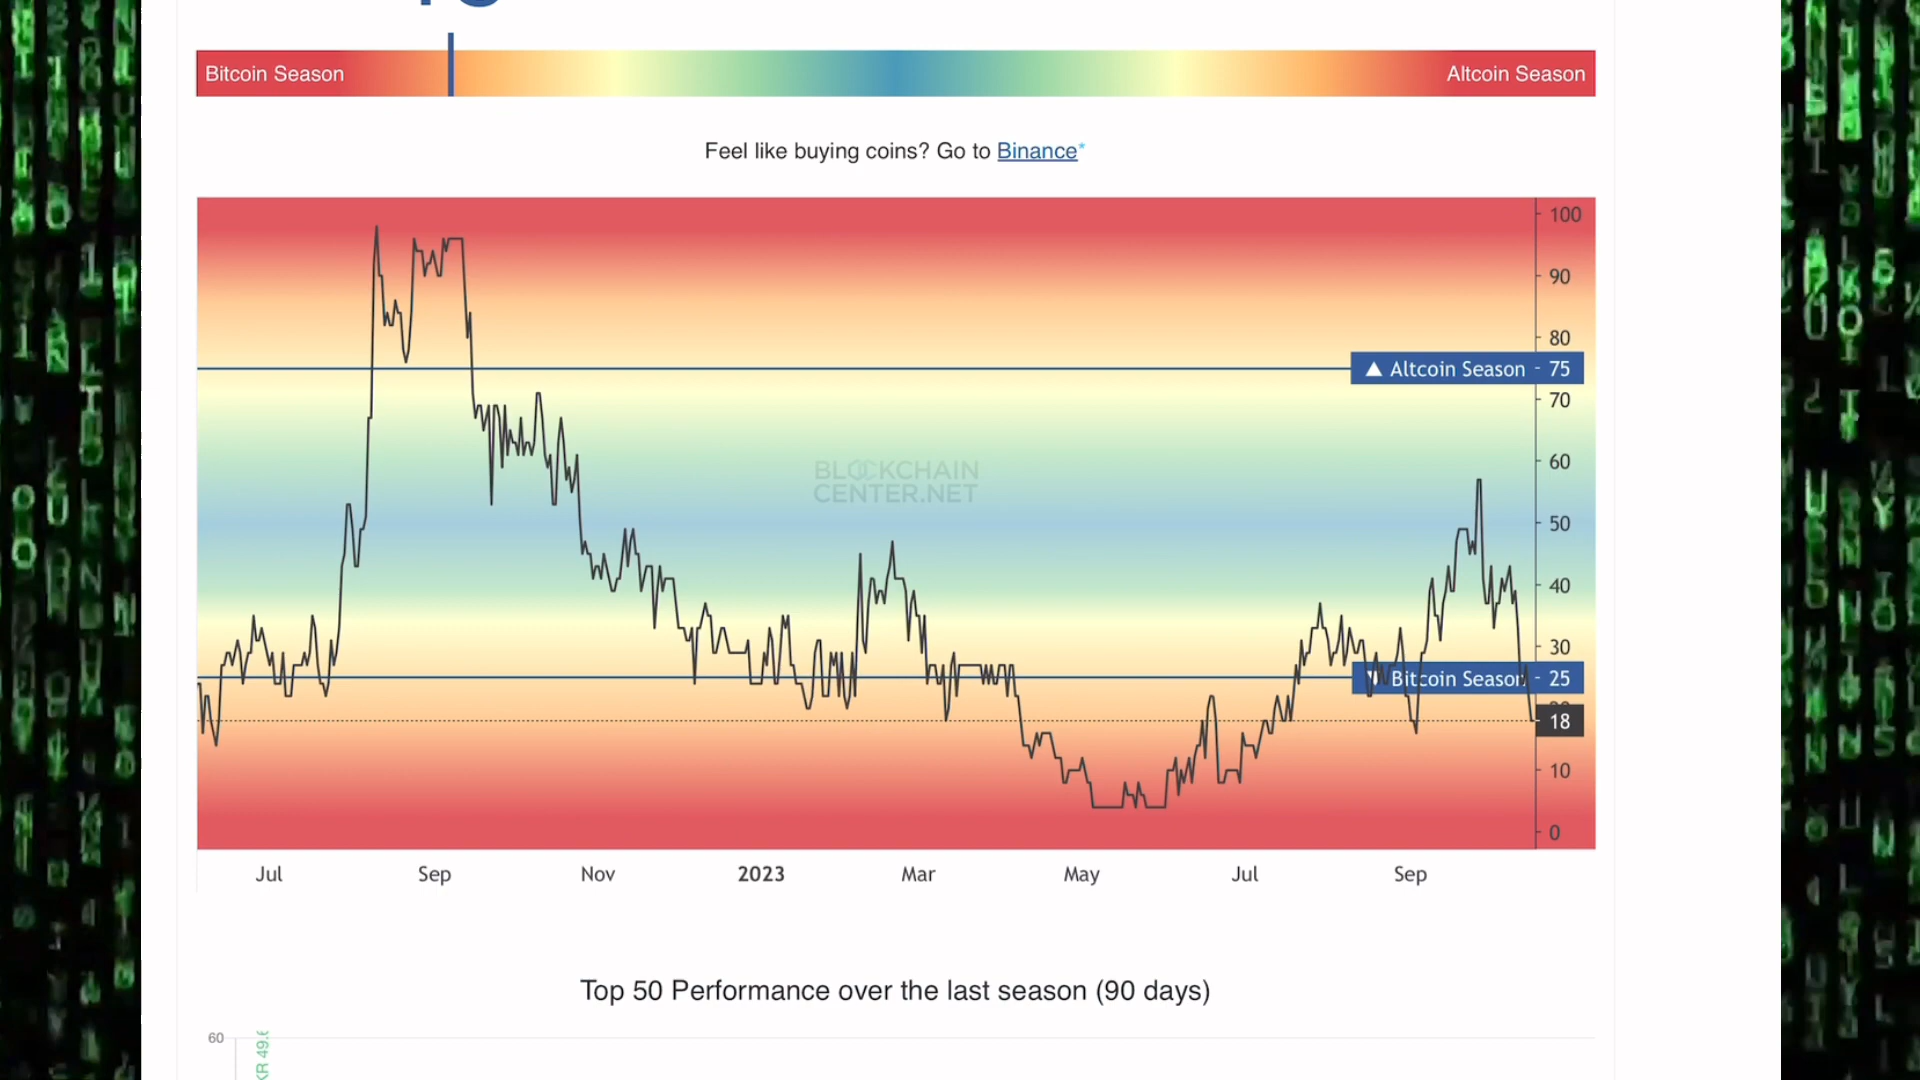 Bitcoin Season
Altcoin Season
Feel like buying coins? Go to Binance*
100
90
80
▲ Altcoin Season - 75
70
60
BLOCKCHAIN
CENTER.NET
50
40
30
▼ Bitcoin Season - 25
18
10
0
Jul Sep Nov 2023 Mar May Jul Sep
Top 50 Performance over the last season (90 days)
60